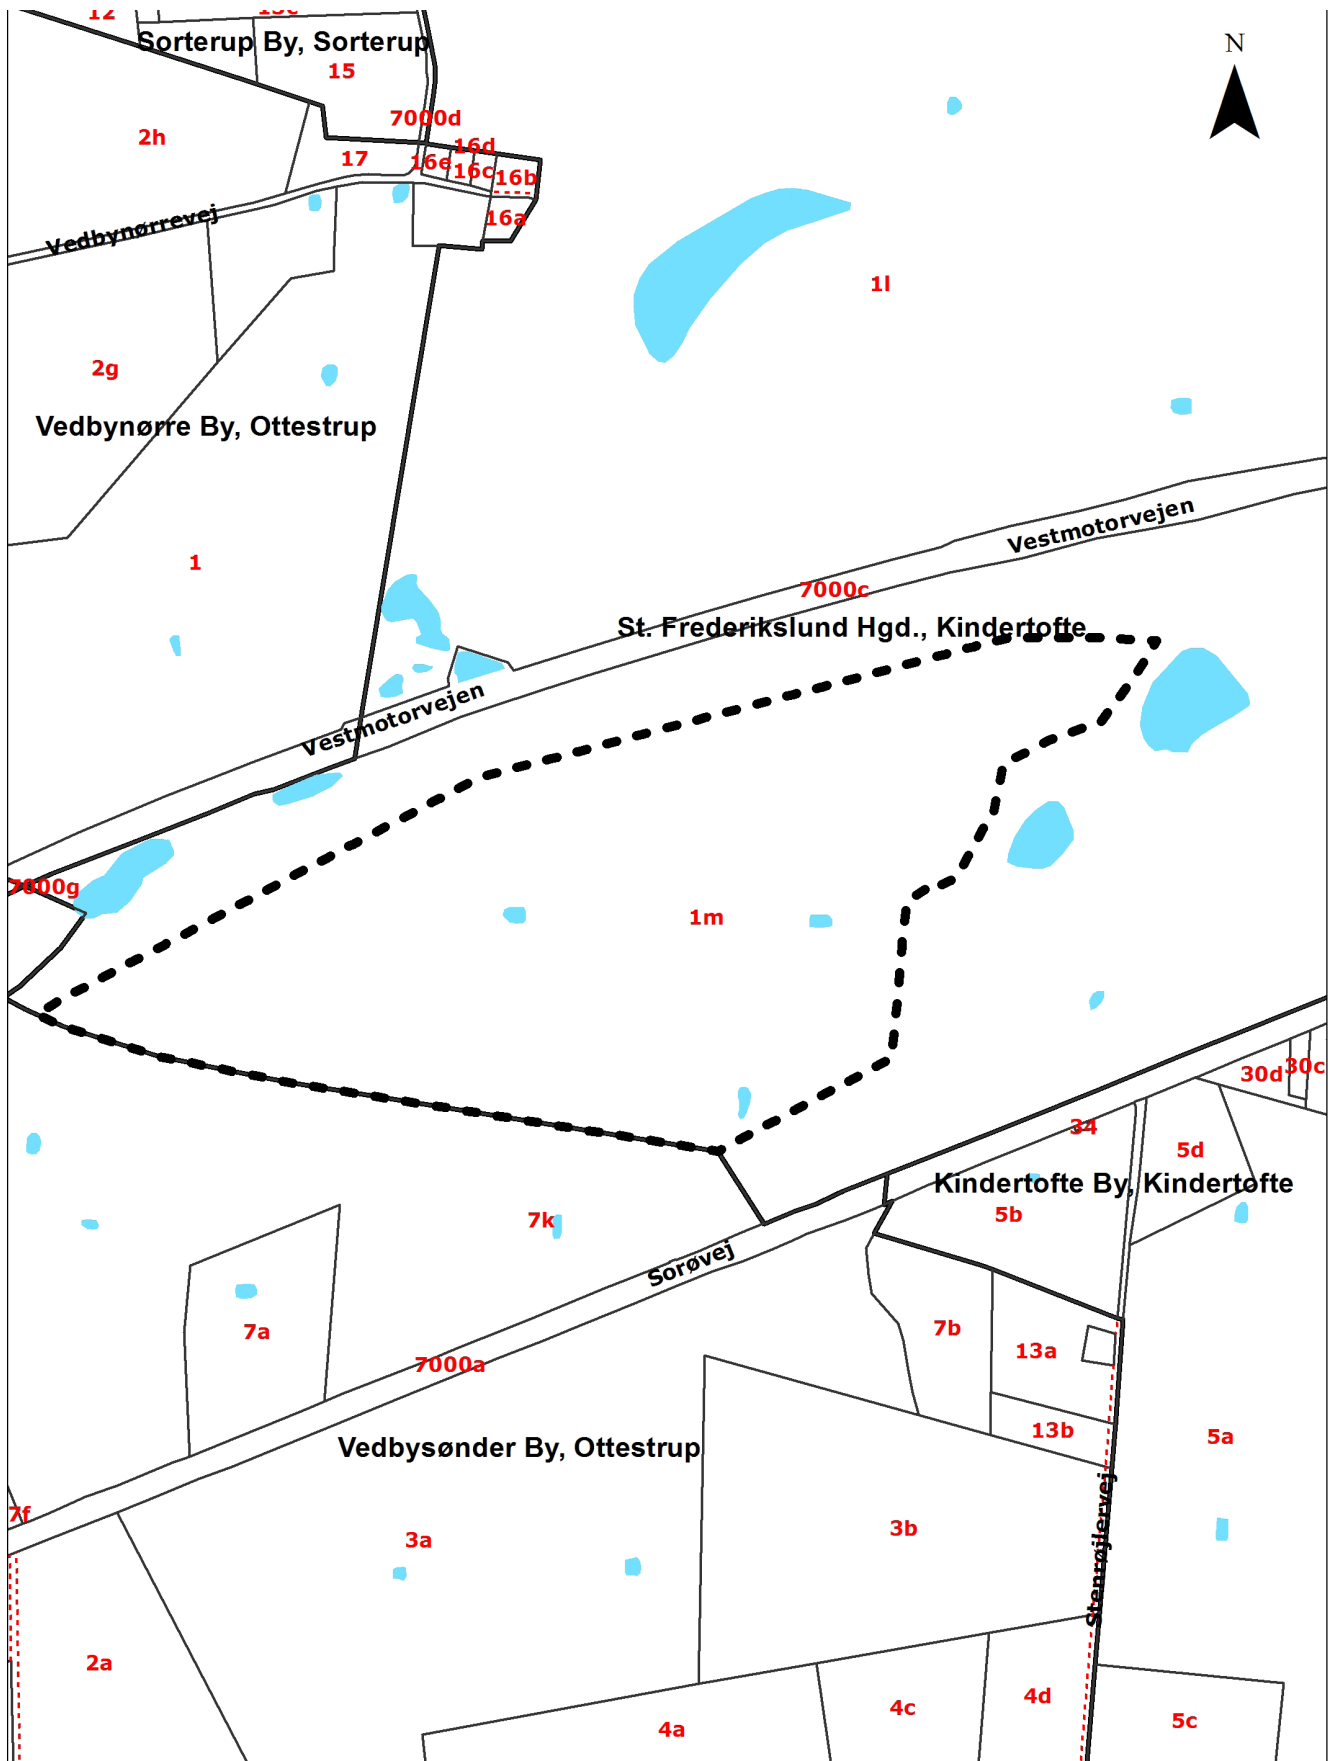 12
Sorterup By, Sorterup
N
15
7000d
2h
16d
17
16e
16c
16b
Vedbynørrevej
16a
1l
2g
Vedbynørre By, Ottestrup
Vestmotorvejen
1
7000c
St. Frederikslund Hgd., Kindertofte
Vestmotorvejen
7000g
1m
30c
30d
34
5d
Kindertofte By, Kindertofte
5b
7k
Sorøvej
7a
7b
13a
7000a
13b
5a
Vedbysønder By, Ottestrup
7f
3a
3b
Stenrøjlervej
2a
4d
4c
5c
4a